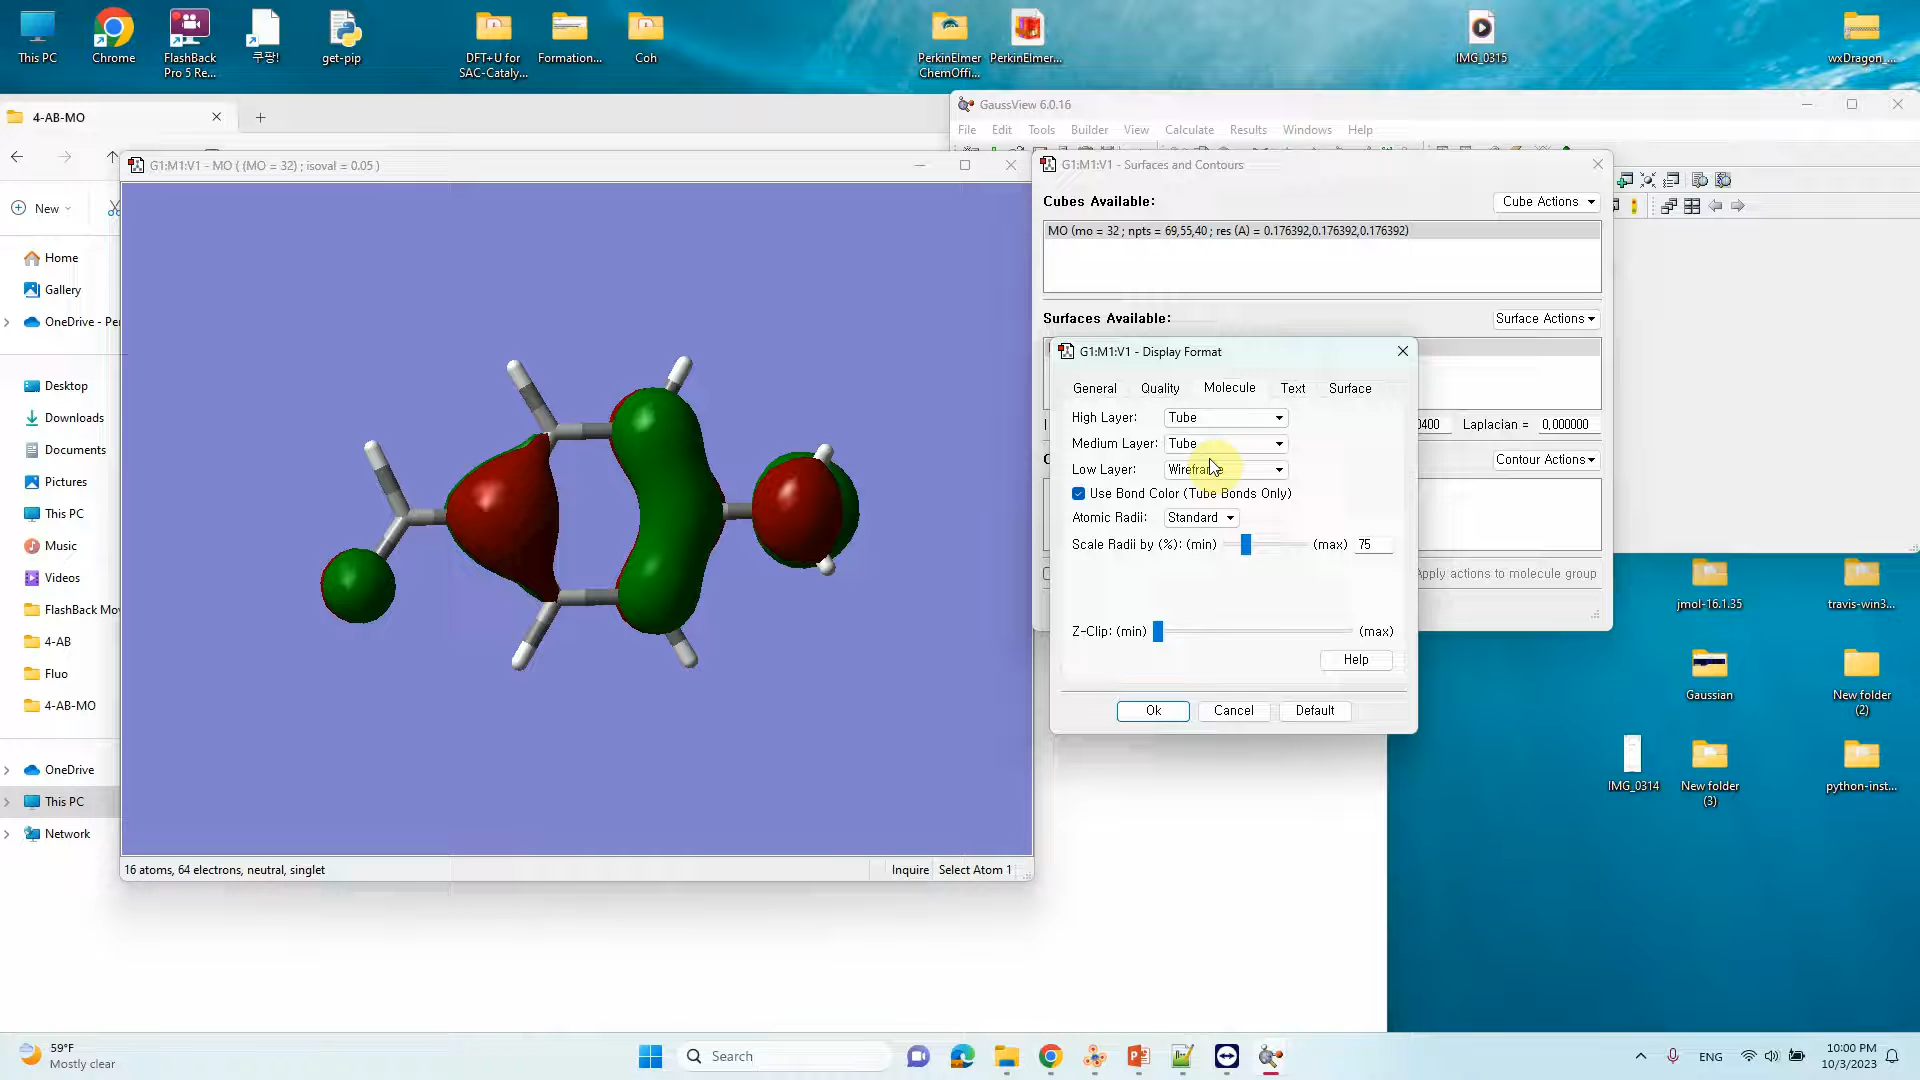 This PC
Chrome
FlashBack
Pro 5 Re...
쿠팡!
get-pip
DFT+U for
SAC-Cataly...
Formation...
Coh
PerkinElmer
ChemOffi...
PerkinElmer...
IMG_0315
wxDragon_...
4-AB-MO
GaussView 6.0.16
File Edit Tools Builder View Calculate Results Windows Help
G1:M1:V1 - MO ( (MO = 32) ; isoval = 0.05 )
G1:M1:V1 - Surfaces and Contours
New
Cubes Available:
Cube Actions
MO (mo = 32 ; npts = 69,55,40 ; res (A) = 0.176392,0.176392,0.176392)
Home
Gallery
OneDrive - Per
Desktop
Downloads
Documents
Pictures
This PC
Music
Videos
FlashBack Mov
4-AB
Fluo
4-AB-MO
OneDrive
This PC
Network
Surfaces Available:
Surface Actions
G1:M1:V1 - Display Format
General Quality Molecule Text Surface
High Layer: Tube
Medium Layer: Tube
Low Layer: Wireframe
Use Bond Color (Tube Bonds Only)
Atomic Radii: Standard
Scale Radii by (%): (min) (max) 75
Z-Clip: (min) (max)
Help
Ok Cancel Default
0400 Laplacian = 0,000000
Contour Actions
Apply actions to molecule group
16 atoms, 64 electrons, neutral, singlet
Inquire Select Atom 1
jmol-16.1.35
travis-win3...
Gaussian
New folder
(2)
IMG_0314
New folder
(3)
python-inst...
59°F
Mostly clear
Search
ENG
10:00 PM
10/3/2023